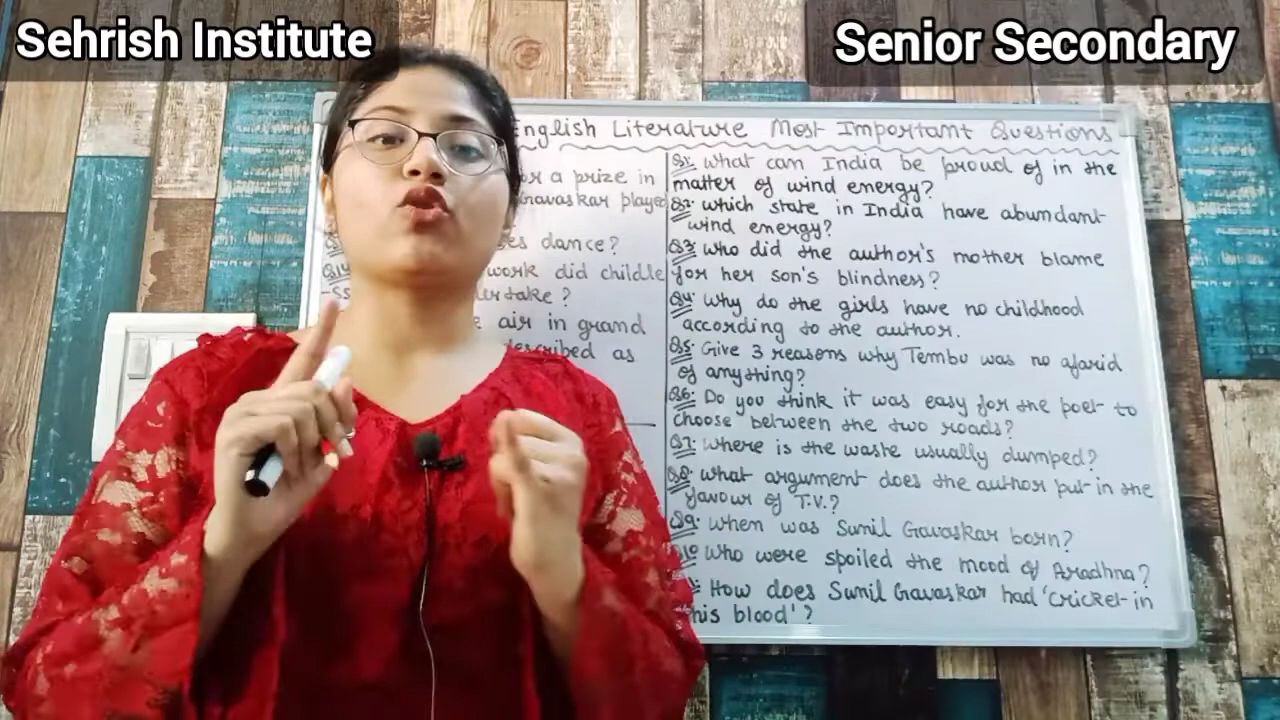 Sehrish Institute
Senior Secondary
English Literature Most Important Questions
a prize in
Gavaskar played
dance?
Q14 work did childle
-ss
air in grand
described as
Q1. What can India be proud of in the
matter of wind energy?
Q2. which state in India have abundant
wind energy?
Q3. Who did the author's mother blame
for her son's blindness?
Q4. Why do the girls have no childhood
according to the author.
Q5. Give 3 reasons why Tembu was no afarid
of anything?
Q6. Do you think it was easy for the poet to
choose between the two roads?
Q7. Where is the waste usually dumped?
Q8. What argument does the author put in the
favour of T.V.?
Q9. When was Sunil Gavaskar born?
10 Who were spoiled the mood of Aradhna?
How does Sunil Gavaskar had 'cricket in
his blood'?